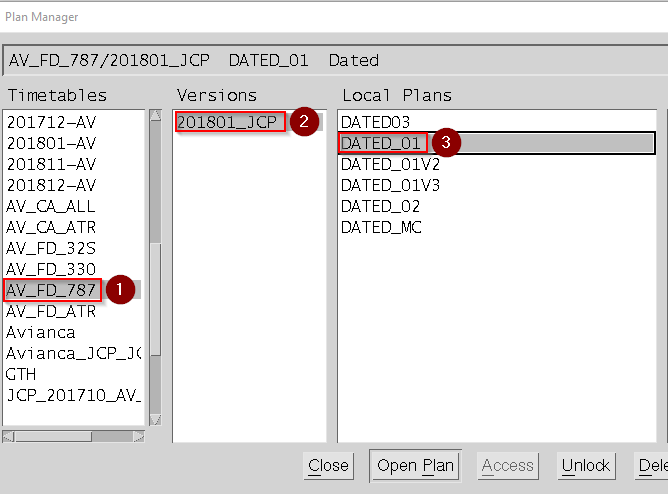 Plan Manager
AV_FD_787/201801_JCP DATED_01 Dated
Timetables
201712-AV
201801-AV
201811-AV
201812-AV
AV_CA_ALL
AV_CA_ATR
AV_FD_32S
AV_FD_330
AV_FD_787 1
AV_FD_ATR
Avianca
Avianca_JCP_JC
GTH
JCP_201710_AV_
Versions
201801_JCP 2
Local Plans
DATED03
DATED_01 3
DATED_01V2
DATED_01V3
DATED_02
DATED_MC
Close Open Plan Access Unlock Dele